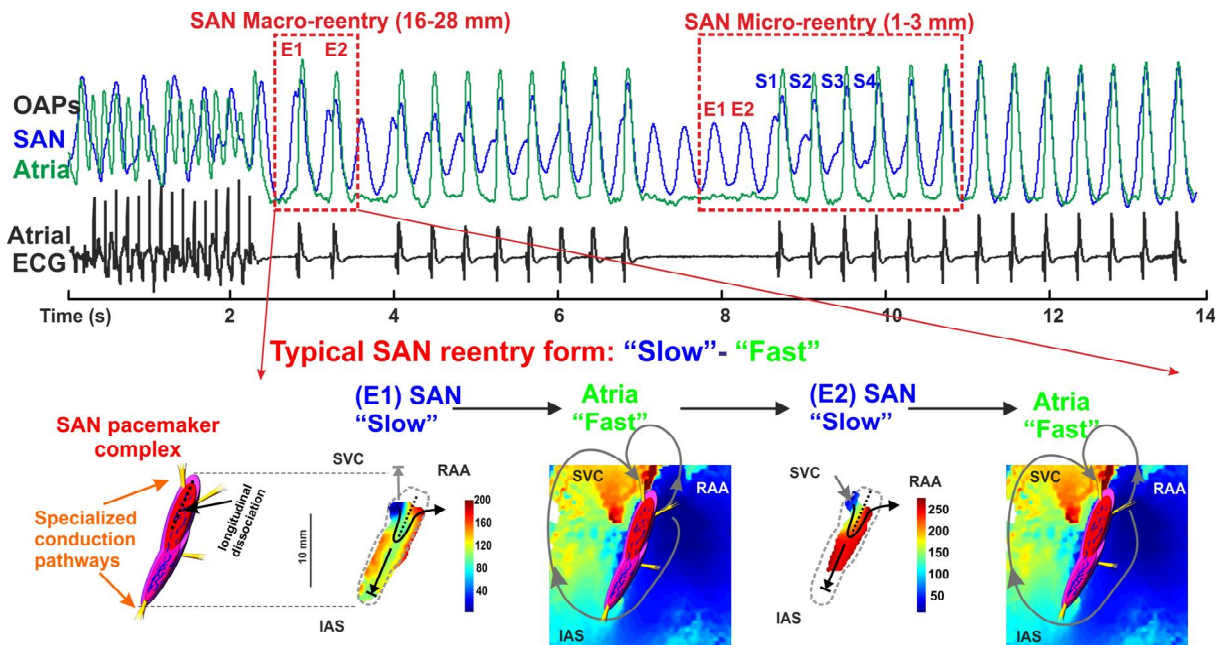 SAN Macro-reentry (16-28 mm)
SAN Micro-reentry (1-3 mm)
E1 E2
S1 S2 S3 S4
E1 E2
OAPs
SAN
Atria
Atrial
ECG
Time (s) 2 4 6 8 10 12 14
Typical SAN reentry form: “Slow”- “Fast”
(E1) SAN
“Slow”
Atria
“Fast”
(E2) SAN
“Slow”
Atria
“Fast”
SAN pacemaker
complex
Specialized
conduction
pathways
longitudinal
dissociation
SVC
RAA
10 mm
IAS
200
160
120
80
40
SVC
RAA
IAS
SVC
RAA
IAS
250
200
150
100
50
SVC
RAA
IAS